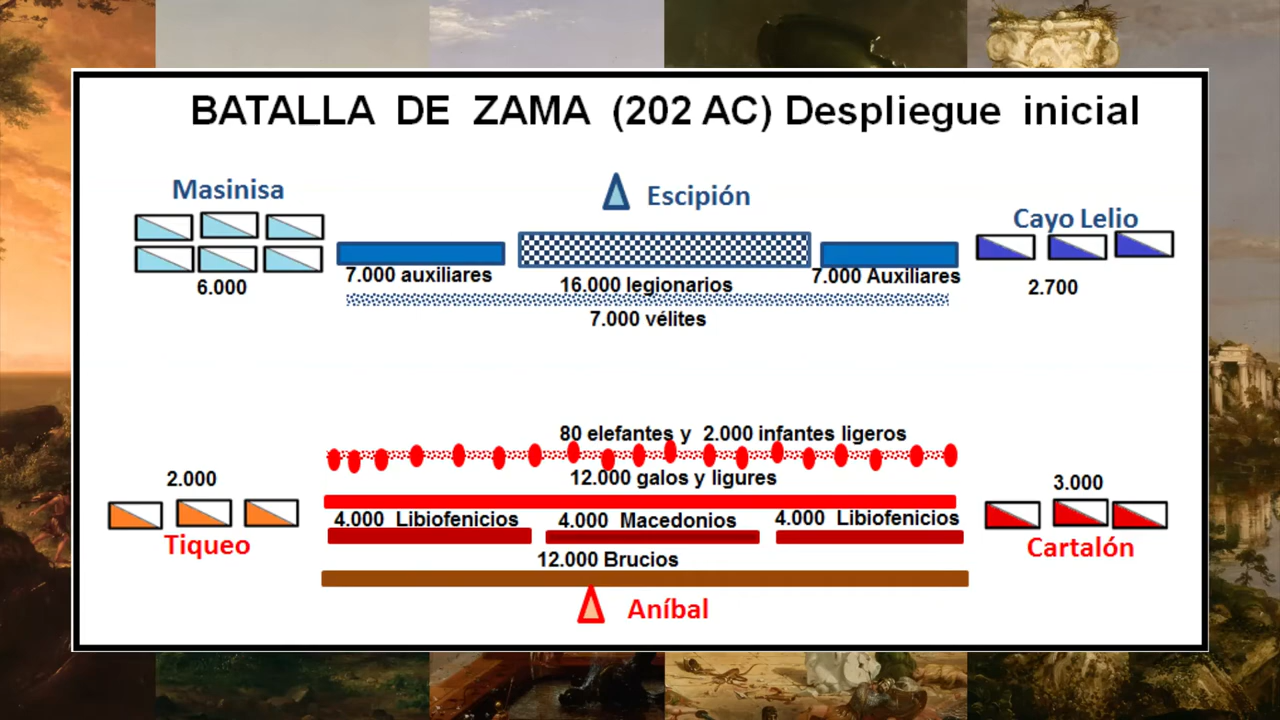 BATALLA DE ZAMA (202 AC) Despliegue inicial
Masinisa
Escipión
Cayo Lelio
7.000 auxiliares
16.000 legionarios
7.000 Auxiliares
6.000
2.700
7.000 vélites
80 elefantes y 2.000 infantes ligeros
12.000 galos y ligures
2.000
3.000
4.000 Libiofenicios
4.000 Macedonios
4.000 Libiofenicios
Tiqueo
Cartalón
12.000 Brucios
Aníbal